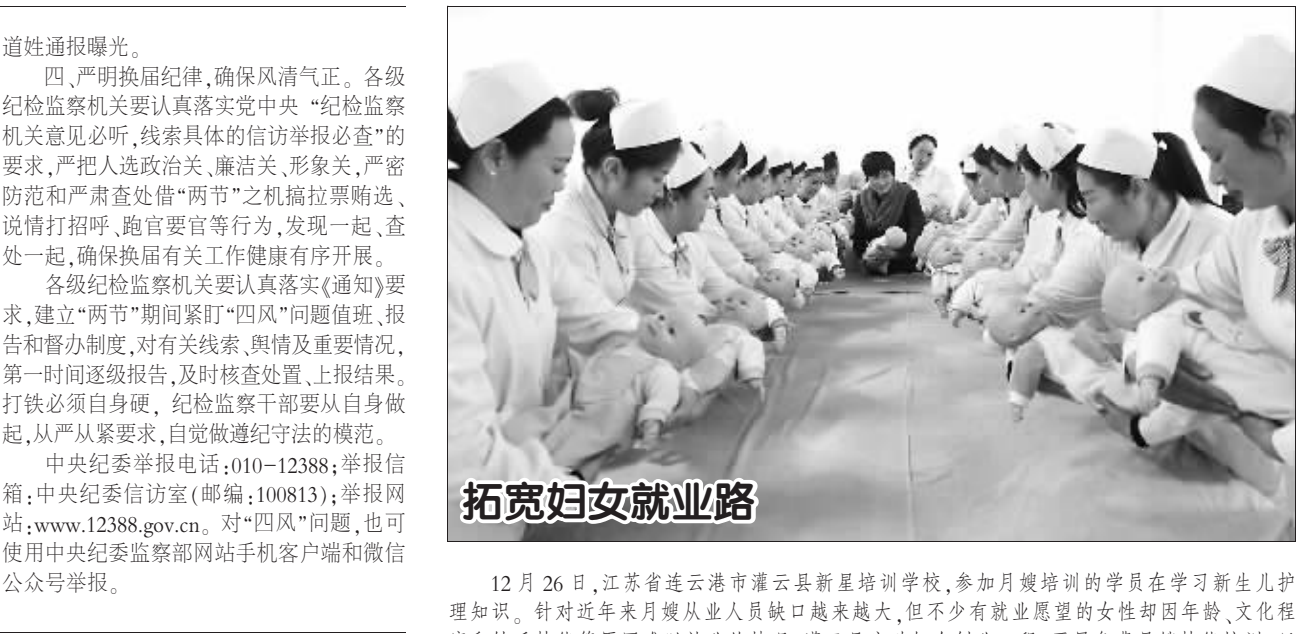 道姓通报曝光。
四、严明换届纪律,确保风清气正。各级
纪检监察机关要认真落实党中央“纪检监察
机关意见必听,线索具体的信访举报必查”的
要求,严把人选政治关、廉洁关、形象关,严密
防范和严肃查处借“两节”之机搞拉票贿选、
说情打招呼、跑官要官等行为,发现一起、查
处一起,确保换届有关工作健康有序开展。
各级纪检监察机关要认真落实《通知》要
求,建立“两节”期间紧盯“四风”问题值班、报
告和督办制度,对有关线索、舆情及重要情况,
第一时间逐级报告,及时核查处置、上报结果。
打铁必须自身硬,纪检监察干部要从自身做
起,从严从紧要求,自觉做遵纪守法的模范。
中央纪委举报电话:010-12388;举报信
箱:中央纪委信访室(邮编:100813);举报网
站:www.12388.gov.cn。对“四风”问题,也可
使用中央纪委监察部网站手机客户端和微信
公众号举报。
拓宽妇女就业路
12月26日,江苏省连云港市灌云县新星培训学校,参加月嫂培训的学员在学习新生儿护
理知识。针对近年来月嫂从业人员缺口越来越大,但不少有就业愿望的女性却因年龄、文化程